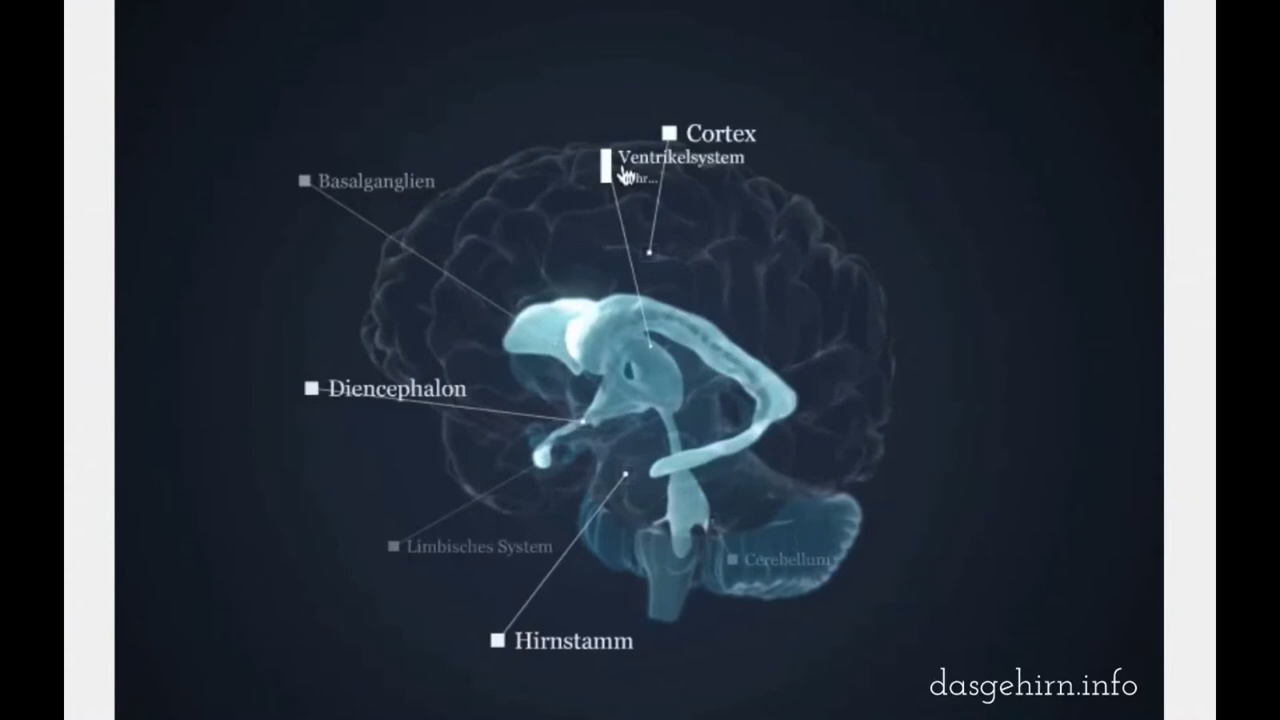 Cortex
Ventrikelsystem
Basalganglien
Diencephalon
Limbisches System
Cerebellum
Hirnstamm
dasgehirn.info